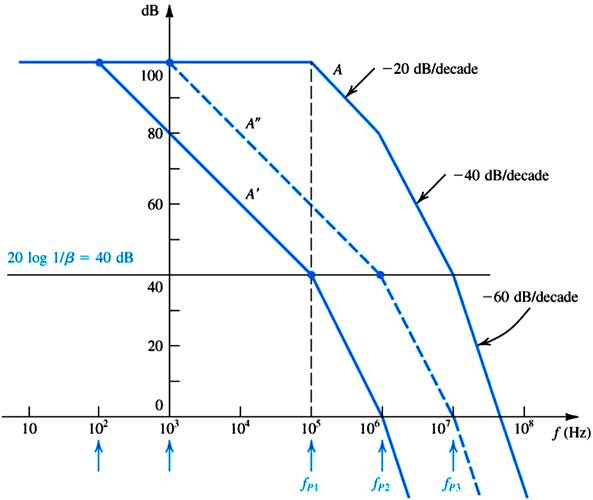 dB
100
A
−20 dB/decade
A″
80
−40 dB/decade
A′
60
20 log 1/β = 40 dB
40
−60 dB/decade
20
0
10 10² 10³ 10⁴ 10⁵ 10⁶ 10⁷ 10⁸ f (Hz)
fP1 fP2 fP3